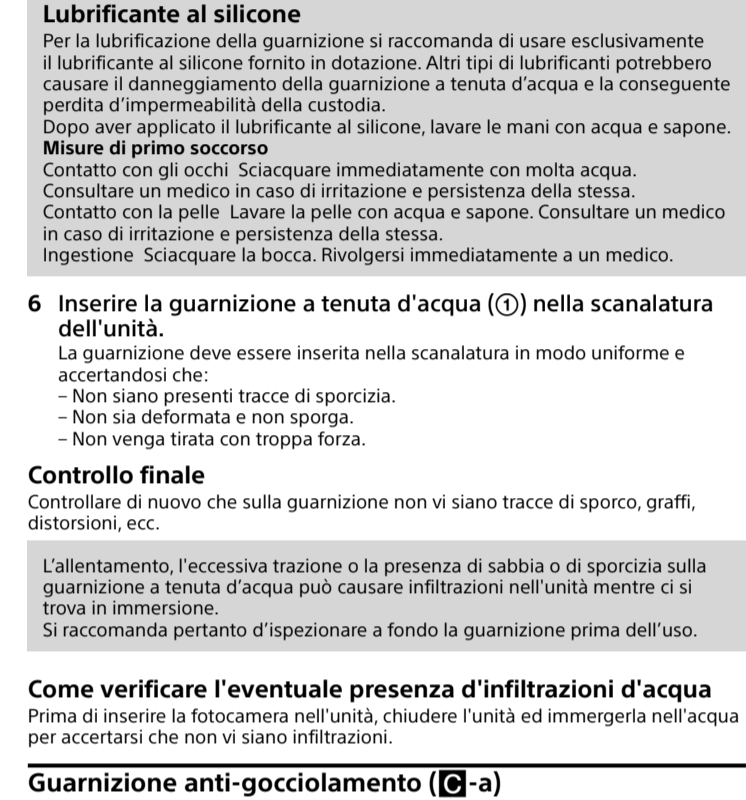 Lubrificante al silicone
Per la lubrificazione della guarnizione si raccomanda di usare esclusivamente
il lubrificante al silicone fornito in dotazione. Altri tipi di lubrificanti potrebbero
causare il danneggiamento della guarnizione a tenuta d’acqua e la conseguente
perdita d’impermeabilità della custodia.
Dopo aver applicato il lubrificante al silicone, lavare le mani con acqua e sapone.
Misure di primo soccorso
Contatto con gli occhi  Sciacquare immediatamente con molta acqua.
Consultare un medico in caso di irritazione e persistenza della stessa.
Contatto con la pelle  Lavare la pelle con acqua e sapone. Consultare un medico
in caso di irritazione e persistenza della stessa.
Ingestione  Sciacquare la bocca. Rivolgersi immediatamente a un medico.
6 Inserire la guarnizione a tenuta d'acqua (①) nella scanalatura
dell'unità.
La guarnizione deve essere inserita nella scanalatura in modo uniforme e
accertandosi che:
– Non siano presenti tracce di sporcizia.
– Non sia deformata e non sporga.
– Non venga tirata con troppa forza.
Controllo finale
Controllare di nuovo che sulla guarnizione non vi siano tracce di sporco, graffi,
distorsioni, ecc.
L’allentamento, l'eccessiva trazione o la presenza di sabbia o di sporcizia sulla
guarnizione a tenuta d’acqua può causare infiltrazioni nell'unità mentre ci si
trova in immersione.
Si raccomanda pertanto d’ispezionare a fondo la guarnizione prima dell’uso.
Come verificare l'eventuale presenza d'infiltrazioni d'acqua
Prima di inserire la fotocamera nell'unità, chiudere l'unità ed immergerla nell'acqua
per accertarsi che non vi siano infiltrazioni.
Guarnizione anti-gocciolamento (C-a)